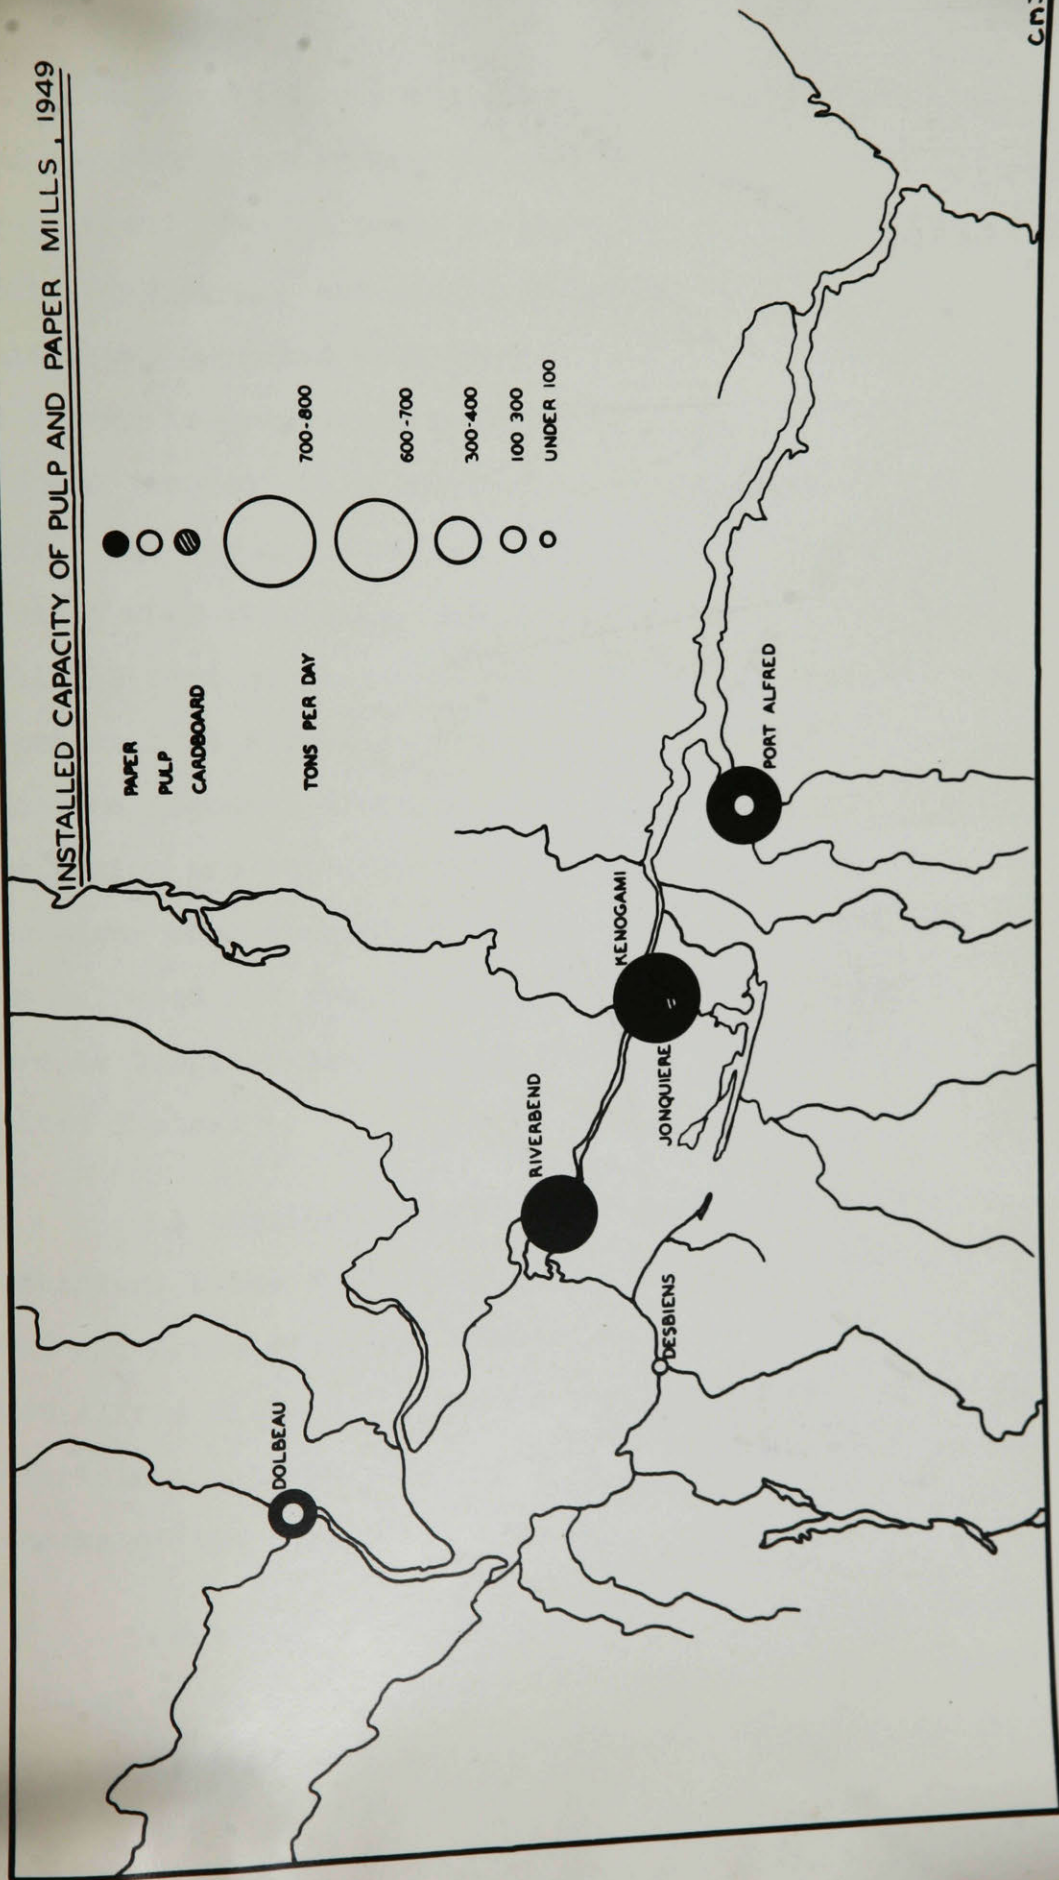 INSTALLED CAPACITY OF PULP AND PAPER MILLS, 1949
PAPER
PULP
CARDBOARD
TONS PER DAY
700-800
600-700
300-400
100 300
UNDER 100
DOLBEAU
RIVERBEND
KENOGAMI
JONQUIERE
DESBIENS
PORT ALFRED